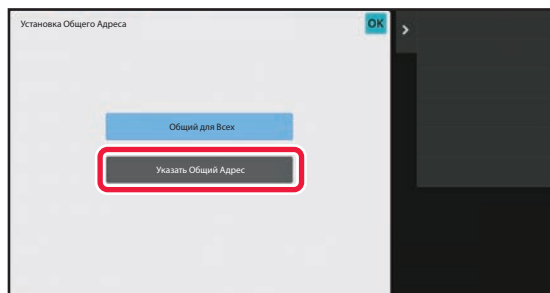 Установка Общего Адреса
OK
Общий для Всех
Указать Общий Адрес